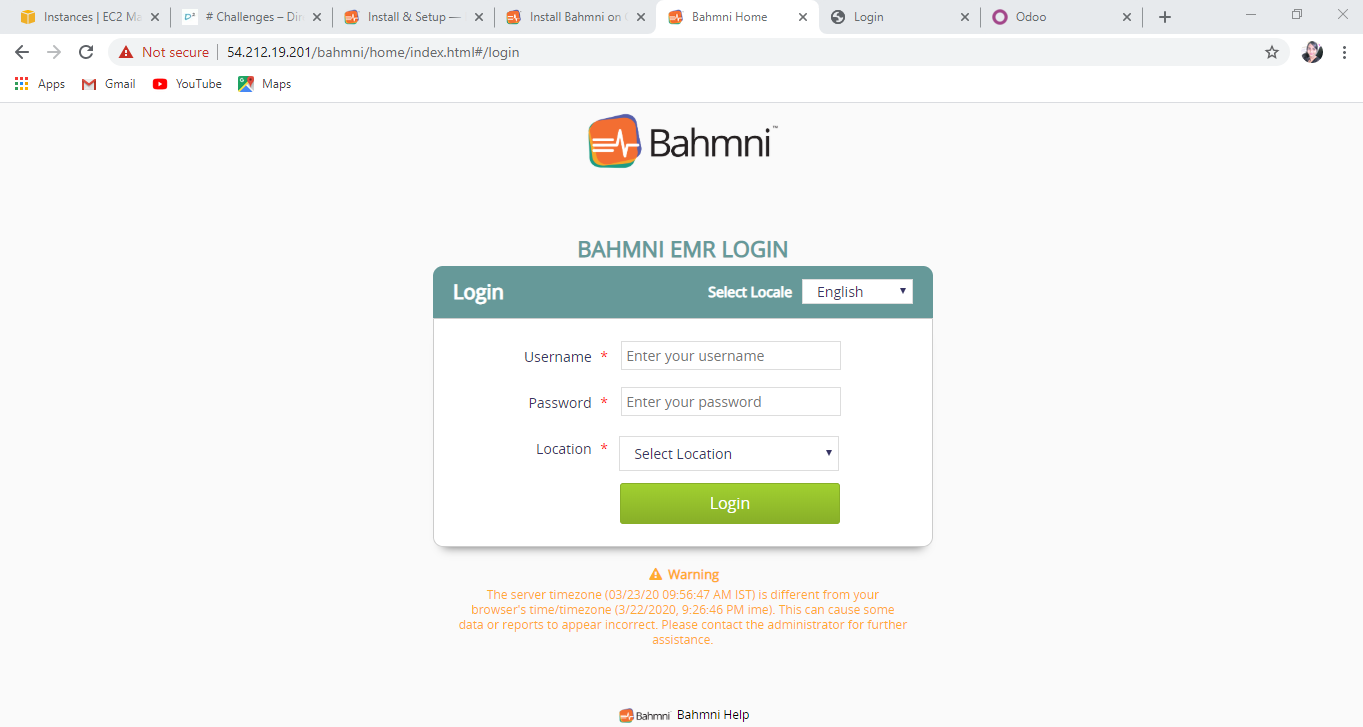 Instances | EC2 Ma
# Challenges – Dir
Install & Setup —
Install Bahmni on
Bahmni Home
Login
Odoo
Not secure
54.212.19.201/bahmni/home/index.html#/login
Apps
Gmail
YouTube
Maps
Bahmni™
BAHMNI EMR LOGIN
Login
Select Locale
English
Username *
Enter your username
Password *
Enter your password
Location *
Select Location
Login
Warning
The server timezone (03/23/20 09:56:47 AM IST) is different from your
browser's time/timezone (3/22/2020, 9:26:46 PM ime). This can cause some
data or reports to appear incorrect. Please contact the administrator for further
assistance.
Bahmni Bahmni Help